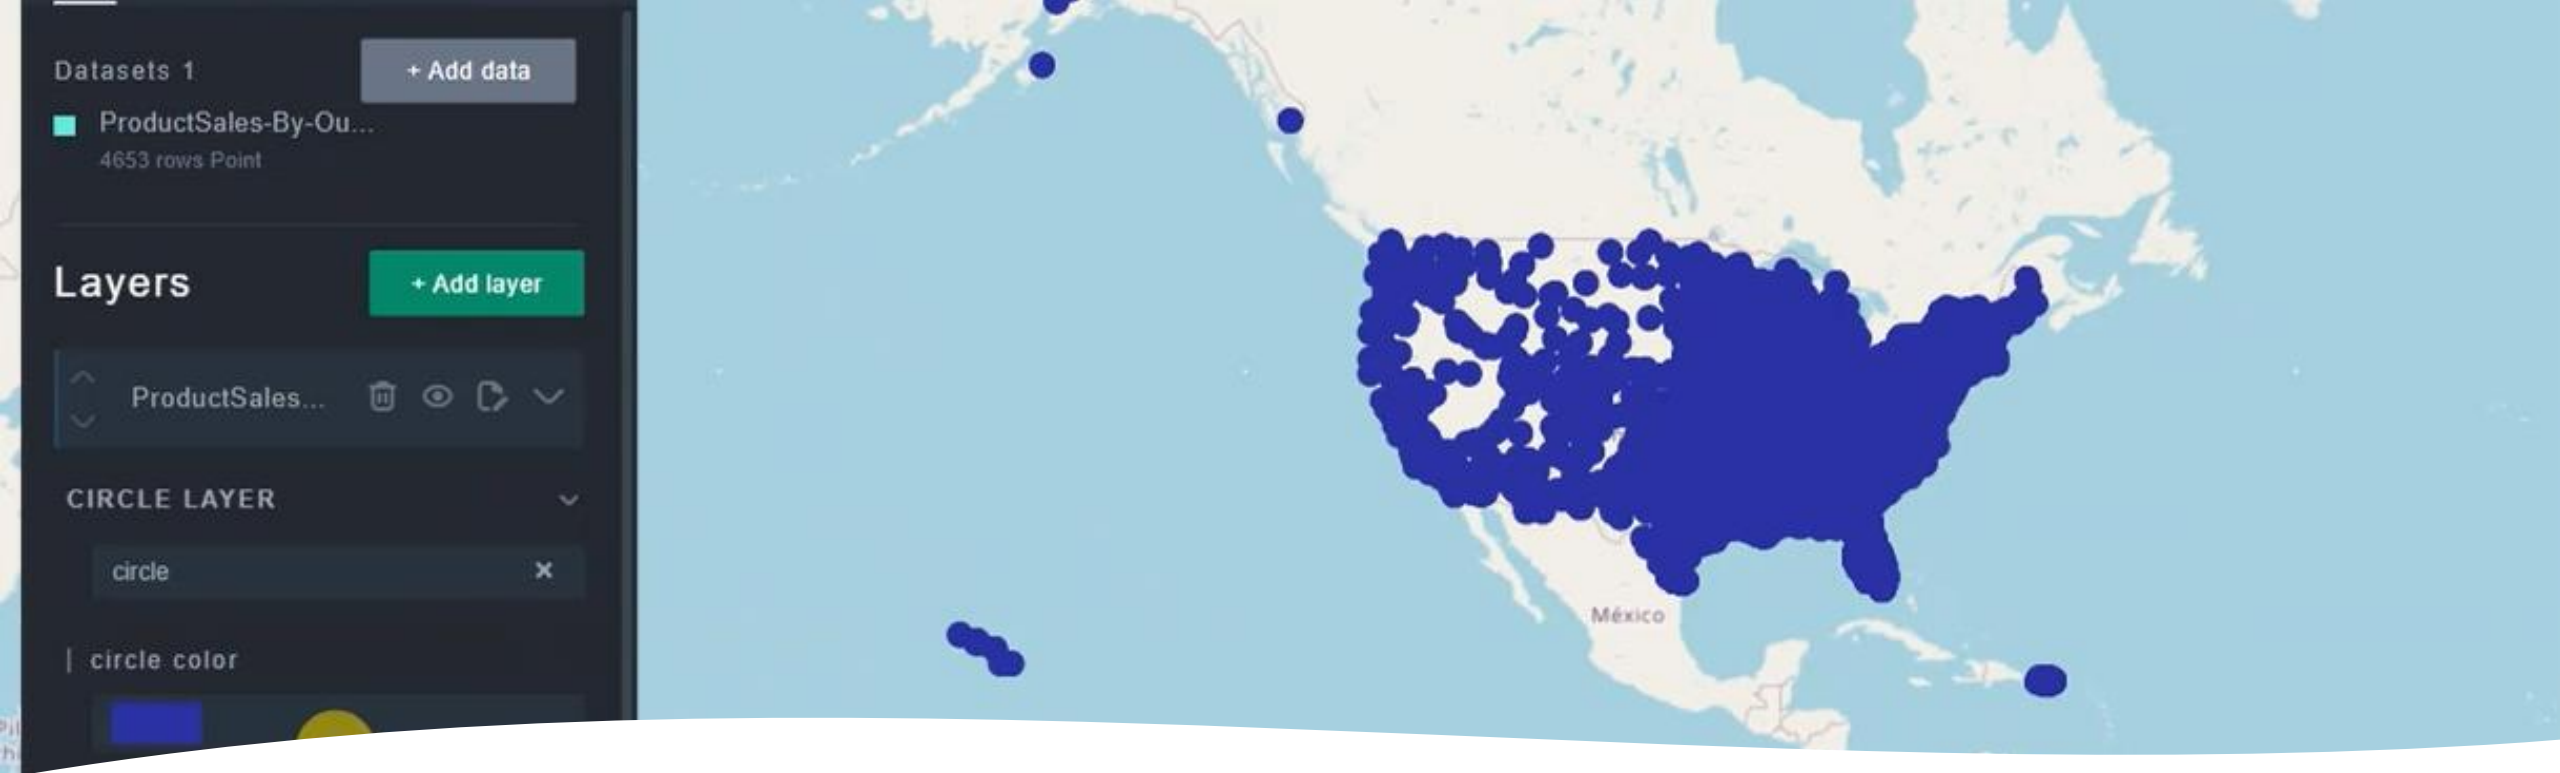 Datasets 1
+ Add data
ProductSales-By-Ou...
4653 rows Point
Layers
+ Add layer
ProductSales...
CIRCLE LAYER
circle
| circle color
México